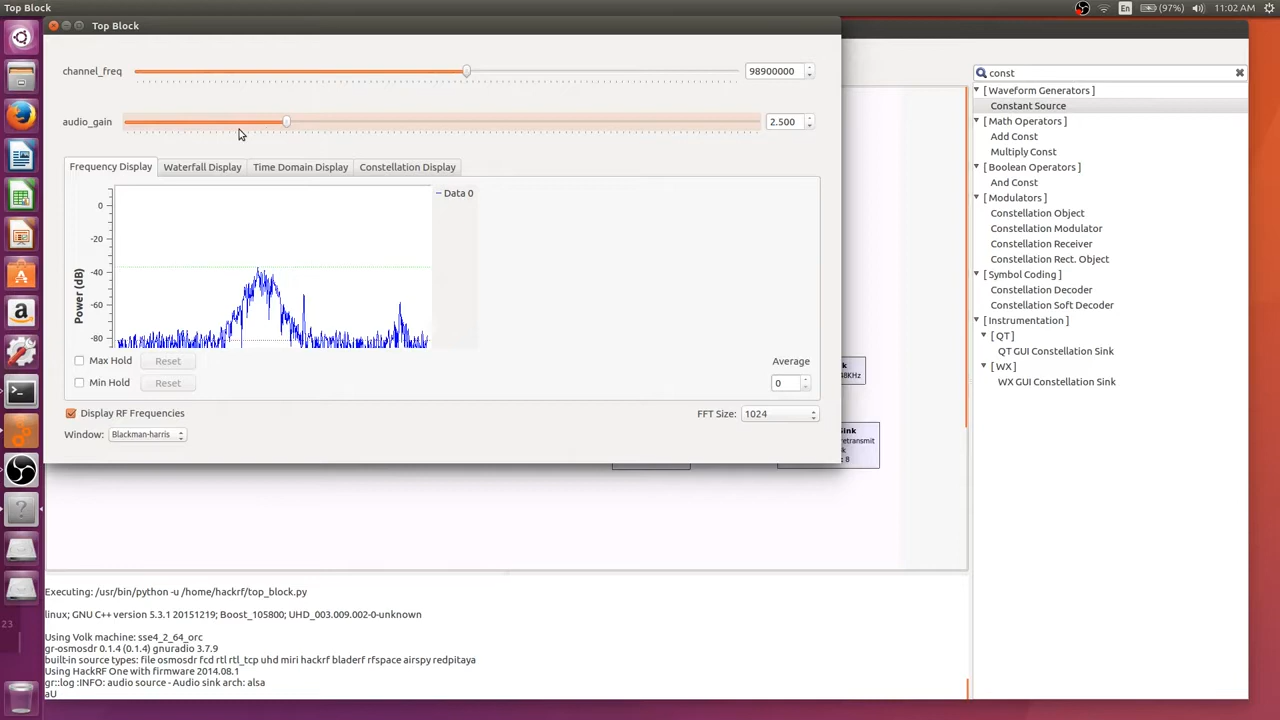 Top Block
En
(97%)
11:02 AM
Top Block
channel_freq
98900000
audio_gain
2.500
Frequency Display
Waterfall Display
Time Domain Display
Constellation Display
Data 0
Power (dB)
0
-20
-40
-60
-80
Max Hold
Reset
Average
Min Hold
Reset
0
Display RF Frequencies
FFT Size:
1024
Window:
Blackman-harris
const
[ Waveform Generators ]
Constant Source
[ Math Operators ]
Add Const
Multiply Const
[ Boolean Operators ]
And Const
[ Modulators ]
Constellation Object
Constellation Modulator
Constellation Receiver
Constellation Rect. Object
[ Symbol Coding ]
Constellation Decoder
Constellation Soft Decoder
[ Instrumentation ]
[ QT ]
QT GUI Constellation Sink
[ WX ]
WX GUI Constellation Sink
k
48KHz
Sink
retransmit
k
: 8
Executing: /usr/bin/python -u /home/hackrf/top_block.py
linux; GNU C++ version 5.3.1 20151219; Boost_105800; UHD_003.009.002-0-unknown
Using Volk machine: sse4_2_64_orc
gr-osmosdr 0.1.4 (0.1.4) gnuradio 3.7.9
built-in source types: file osmosdr fcd rtl rtl_tcp uhd miri hackrf bladerf rfspace airspy redpitaya
Using HackRF One with firmware 2014.08.1
gr::log :INFO: audio source - Audio sink arch: alsa
aU
23